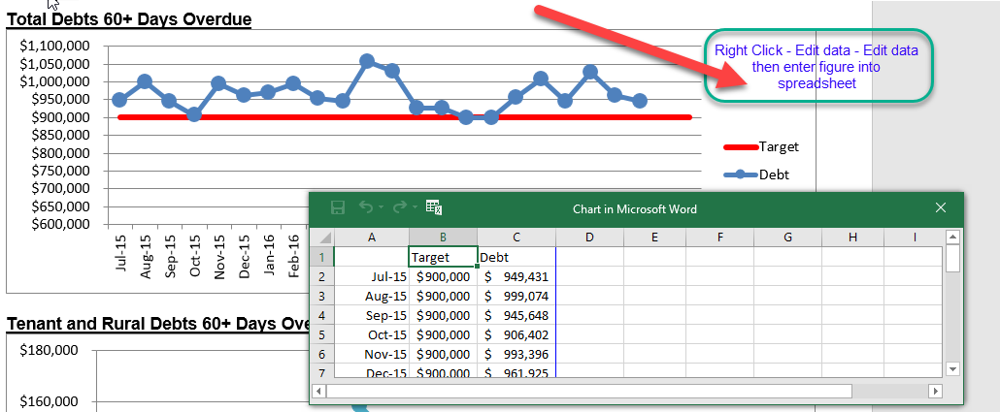 Total Debts 60+ Days Overdue
$1,100,000
$1,050,000
$1,000,000
$950,000
$900,000
$850,000
$800,000
$750,000
$700,000
$650,000
$600,000
Jul-15
Aug-15
Sep-15
Oct-15
Nov-15
Dec-15
Jan-16
Feb-16
Right Click - Edit data - Edit data
then enter figure into
spreadsheet
Target
Debt
Chart in Microsoft Word
A B C D E F G H I
1 Target Debt
2 Jul-15 $900,000 $ 949,431
3 Aug-15 $900,000 $ 999,074
4 Sep-15 $900,000 $ 945,648
5 Oct-15 $900,000 $ 906,402
6 Nov-15 $900,000 $ 993,396
7 Dec-15 $900,000 $ 961,925
Tenant and Rural Debts 60+ Days Ove
$180,000
$160,000